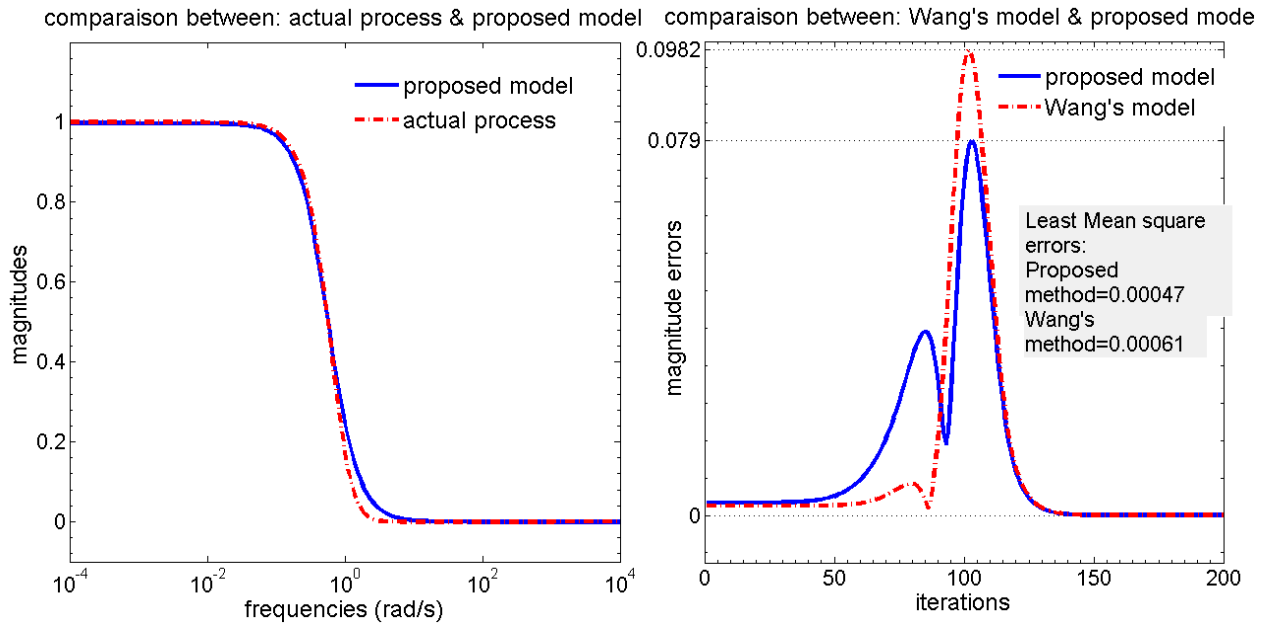 comparaison between: actual process & proposed model
proposed model
actual process
1
0.8
0.6
0.4
0.2
0
magnitudes
10^-4
10^-2
10^0
10^2
10^4
frequencies (rad/s)
comparaison between: Wang's model & proposed mode
0.0982
0.079
0
magnitude errors
proposed model
Wang's model
Least Mean square
errors:
Proposed
method=0.00047
Wang's
method=0.00061
0
50
100
150
200
iterations